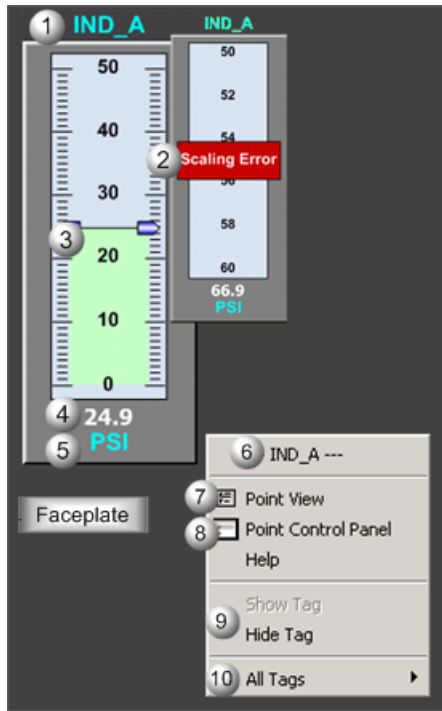 1 IND_A
50
40
30
3
20
10
0
4 24.9
5 PSI
IND_A
50
52
54
2 Scaling Error
56
58
60
66.9
PSI
Faceplate
6 IND_A ---
7 Point View
8 Point Control Panel
Help
Show Tag
9
Hide Tag
10 All Tags